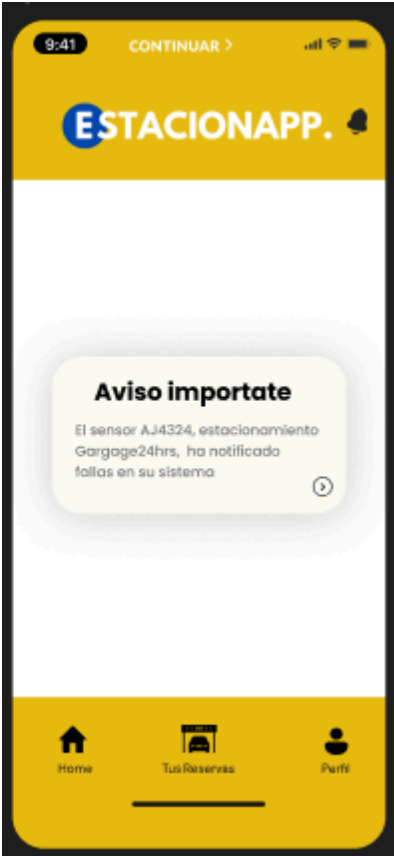 9:41
CONTINUAR >
ESTACIONAPP.
Aviso importate
El sensor AJ4324, estacionamiento
Gargage24hrs, ha notificado
fallas en su sistema
Home
Tus Reservas
Perfil